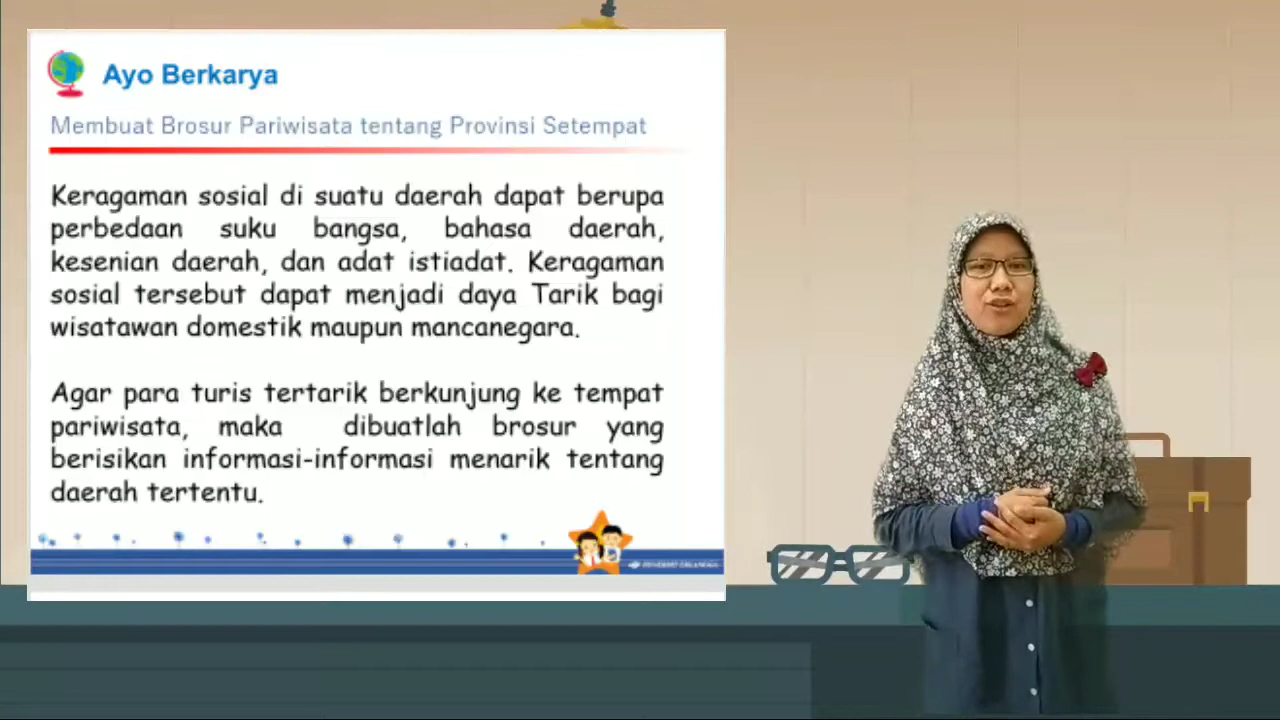 Ayo Berkarya
Membuat Brosur Pariwisata tentang Provinsi Setempat
Keragaman sosial di suatu daerah dapat berupa
perbedaan suku bangsa, bahasa daerah,
kesenian daerah, dan adat istiadat. Keragaman
sosial tersebut dapat menjadi daya Tarik bagi
wisatawan domestik maupun mancanegara.
Agar para turis tertarik berkunjung ke tempat
pariwisata, maka dibuatlah brosur yang
berisikan informasi-informasi menarik tentang
daerah tertentu.